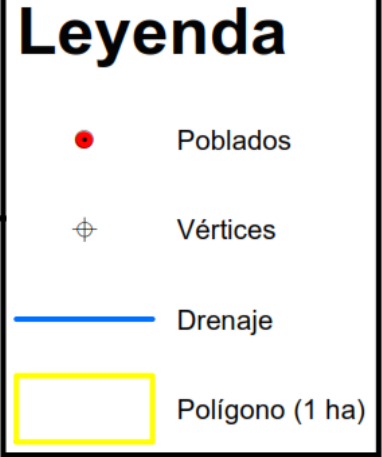 Leyenda
Poblados
Vértices
Drenaje
Polígono (1 ha)